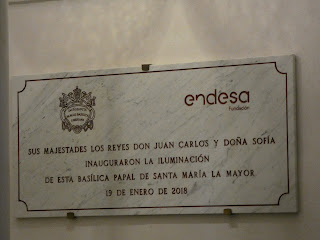 endesa
Fundación
SUS MAJESTADES LOS REYES DON JUAN CARLOS Y DOÑA SOFÍA
INAUGURARON LA ILUMINACIÓN
DE ESTA BASÍLICA PAPAL DE SANTA MARÍA LA MAYOR
19 DE ENERO DE 2018